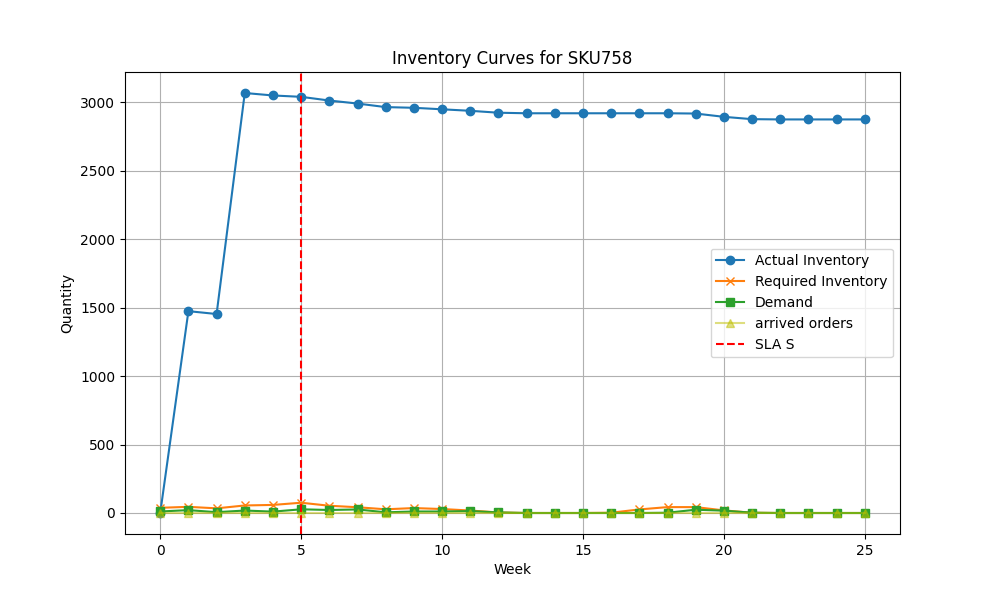 Inventory Curves for SKU758
3000
2500
2000
1500
1000
500
0
Quantity
Actual Inventory
Required Inventory
Demand
arrived orders
SLA S
0 5 10 15 20 25
Week